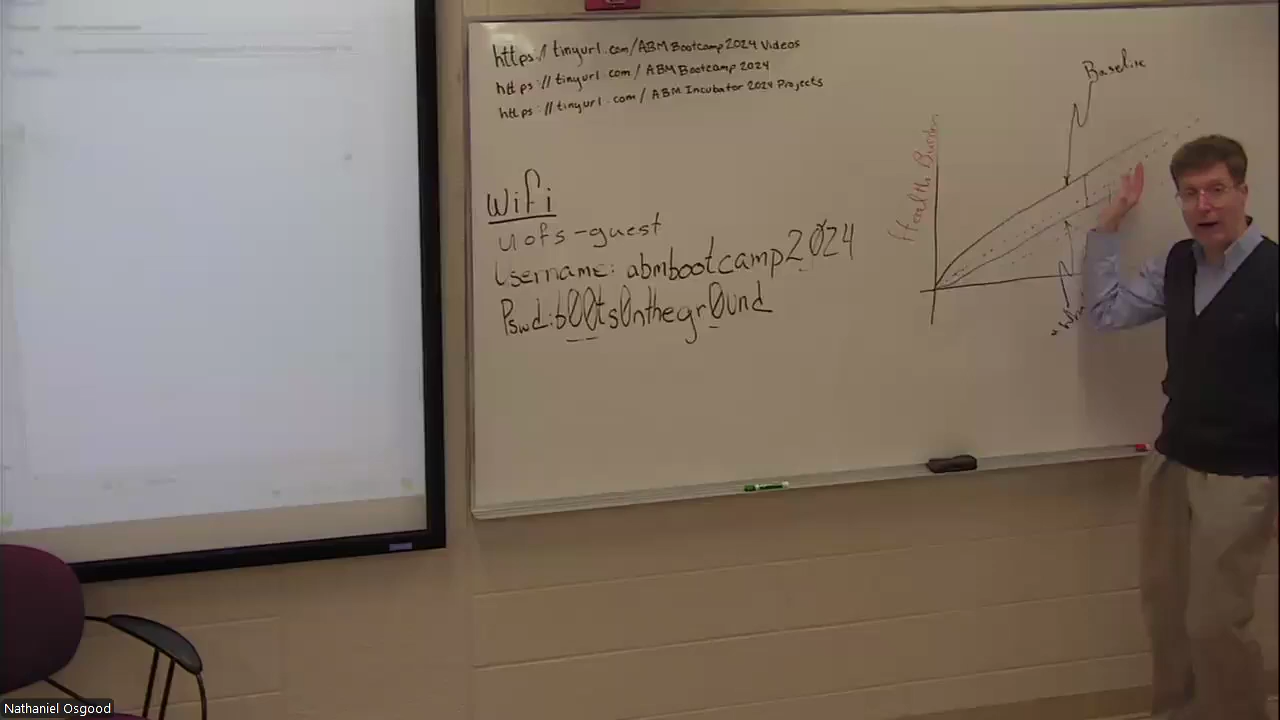 https://tinyurl.com/ABMBootcamp2024Videos
https://tinyurl.com/ABMBootcamp2024
https://tinyurl.com/ABMIncubator2024Projects
wifi
uofs-guest
Username: abmbootcamp2024
Pswd: b00ts0nthegr0und
Baseline
Health Burden
Nathaniel Osgood